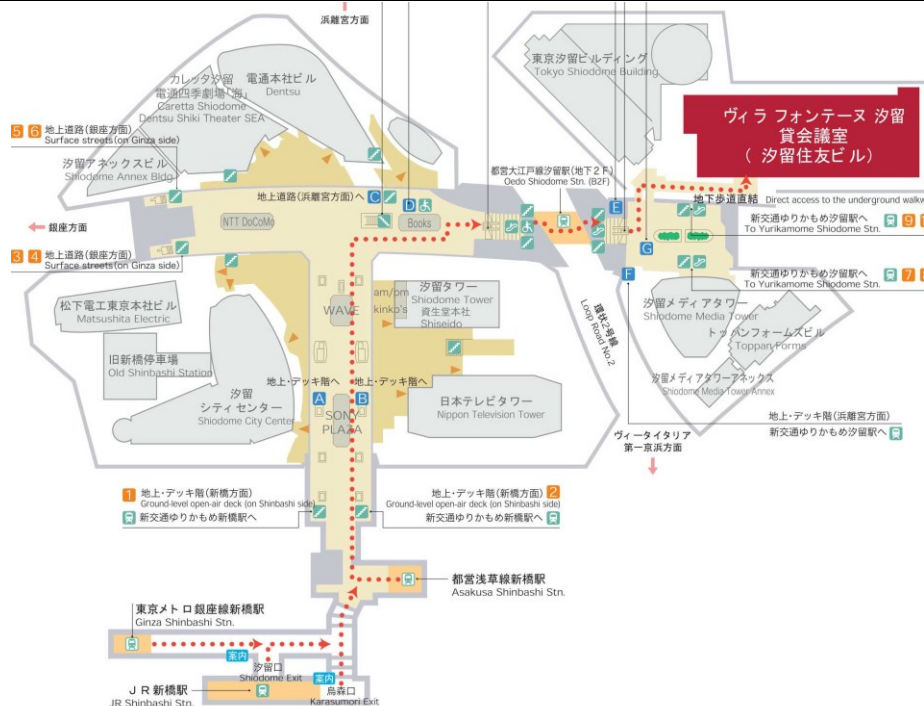 浜離宮方面
東京汐留ビルディング
Tokyo Shiodome Building
カレッタ汐留
電通四季劇場「海」
Caretta Shiodome
Dentsu Shiki Theater SEA
電通本社ビル
Dentsu
ヴィラ フォンテーヌ 汐留
貸会議室
( 汐留住友ビル)
5 6 地上道路(銀座方面)
Surface streets(on Ginza side)
汐留アネックスビル
Shiodome Annex Bldg
都営大江戸線汐留駅(地下2F)
Oedo Shiodome Stn. (B2F)
地上道路(浜離宮方面)へ C
D
E
地下歩道直結 Direct access to the underground walkw
NTT DoCoMo
Books
銀座方面
新交通ゆりかもめ汐留駅へ 9
To Yurikamome Shiodome Stn.
G
F
3 4 地上道路(銀座方面)
Surface streets(on Ginza side)
新交通ゆりかもめ汐留駅へ 7
To Yurikamome Shiodome Stn.
松下電工東京本社ビル
Matsushita Electric
WAVE
am/pm
kinko's
汐留タワー
Shiodome Tower
資生堂本社
Shiseido
環状2号線
Loop Road No.2
汐留メディアタワー
Shiodome Media Tower
トッパンフォームズビル
Toppan Forms
旧新橋停車場
Old Shinbashi Station
汐留メディアタワーアネックス
Shiodome Media Tower Annex
地上・デッキ階へ
A
地上・デッキ階へ
B
汐留
シティセンター
Shiodome City Center
SONY
PLAZA
日本テレビタワー
Nippon Television Tower
地上・デッキ階(浜離宮方面)
新交通ゆりかもめ汐留駅へ
ヴィータイタリア
第一京浜方面
1 地上・デッキ階(新橋方面)
Ground-level open-air deck (on Shinbashi side)
新交通ゆりかもめ新橋駅へ
地上・デッキ階(新橋方面) 2
Ground-level open-air deck (on Shinbashi side)
新交通ゆりかもめ新橋駅へ
都営浅草線新橋駅
Asakusa Shinbashi Stn.
東京メトロ銀座線新橋駅
Ginza Shinbashi Stn.
案内
汐留口
Shiodome Exit
案内
JR新橋駅
JR Shinbashi Stn.
烏森口
Karasumori Exit